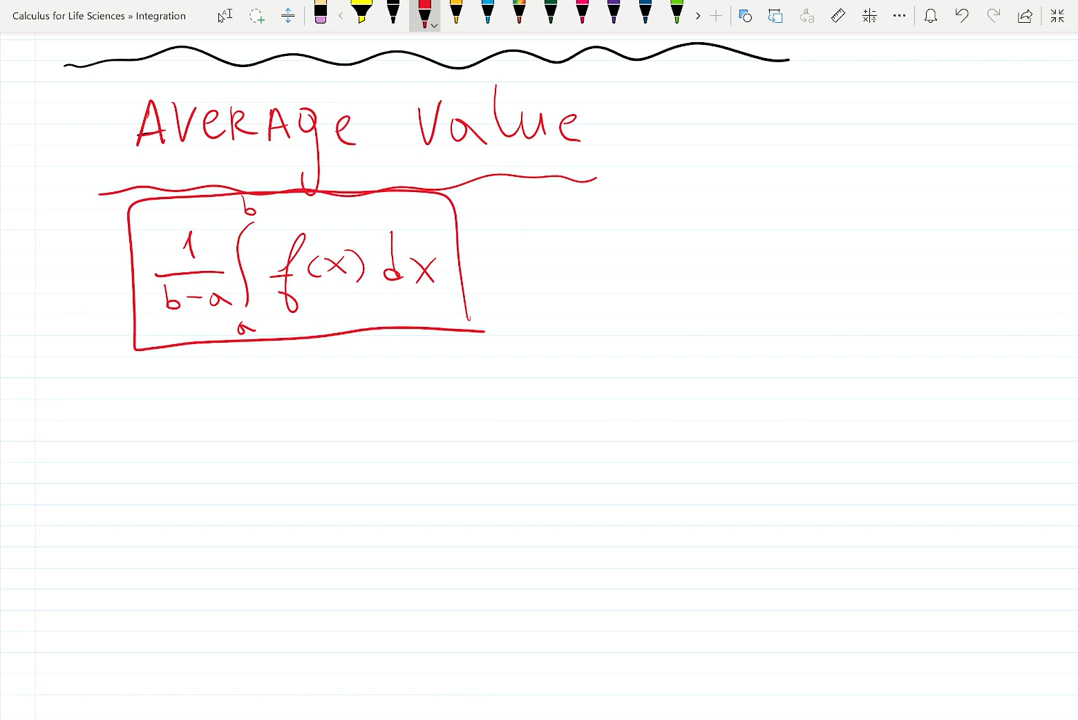 Calculus for Life Sciences » Integration
AVERAge Value
1/(b-a) ∫_a^b f(x) dx